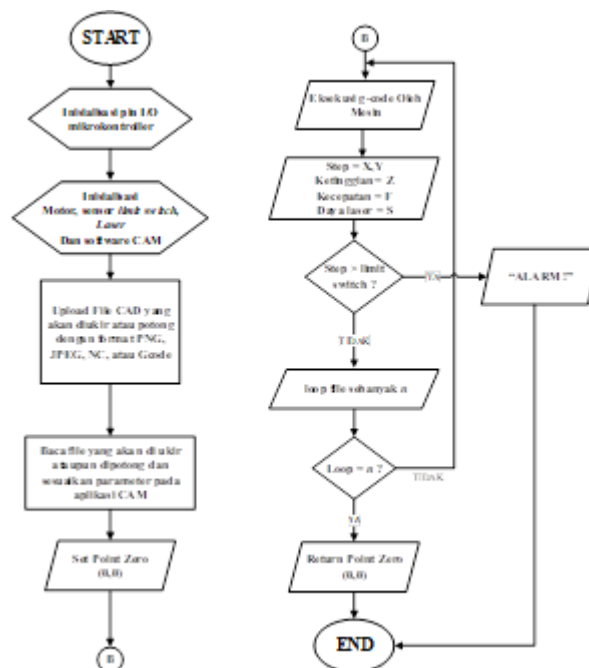 START
Inisialisasi pin I/O
mikrokontroller
Inisialisasi
Motor, sensor limit switch,
Laser
Dan software CAM
Upload File CAD yang
akan diukir atau potong
dengan format PNG,
JPEG, NC, atau Gcode
Baca file yang akan diukir
ataupun dipotong dan
sesuaikan parameter pada
aplikasi CAM
Set Point Zero
(0,0)
B
B
Eksekusi g-code Oleh
Mesin
Step = X,Y
Ketinggian = Z
Kecepatan = F
Daya laser = S
Step > limit
switch ?
YA
"ALARM!"
TIDAK
loop file sebanyak n
Loop = n ?
TIDAK
YA
Return Point Zero
(0,0)
END